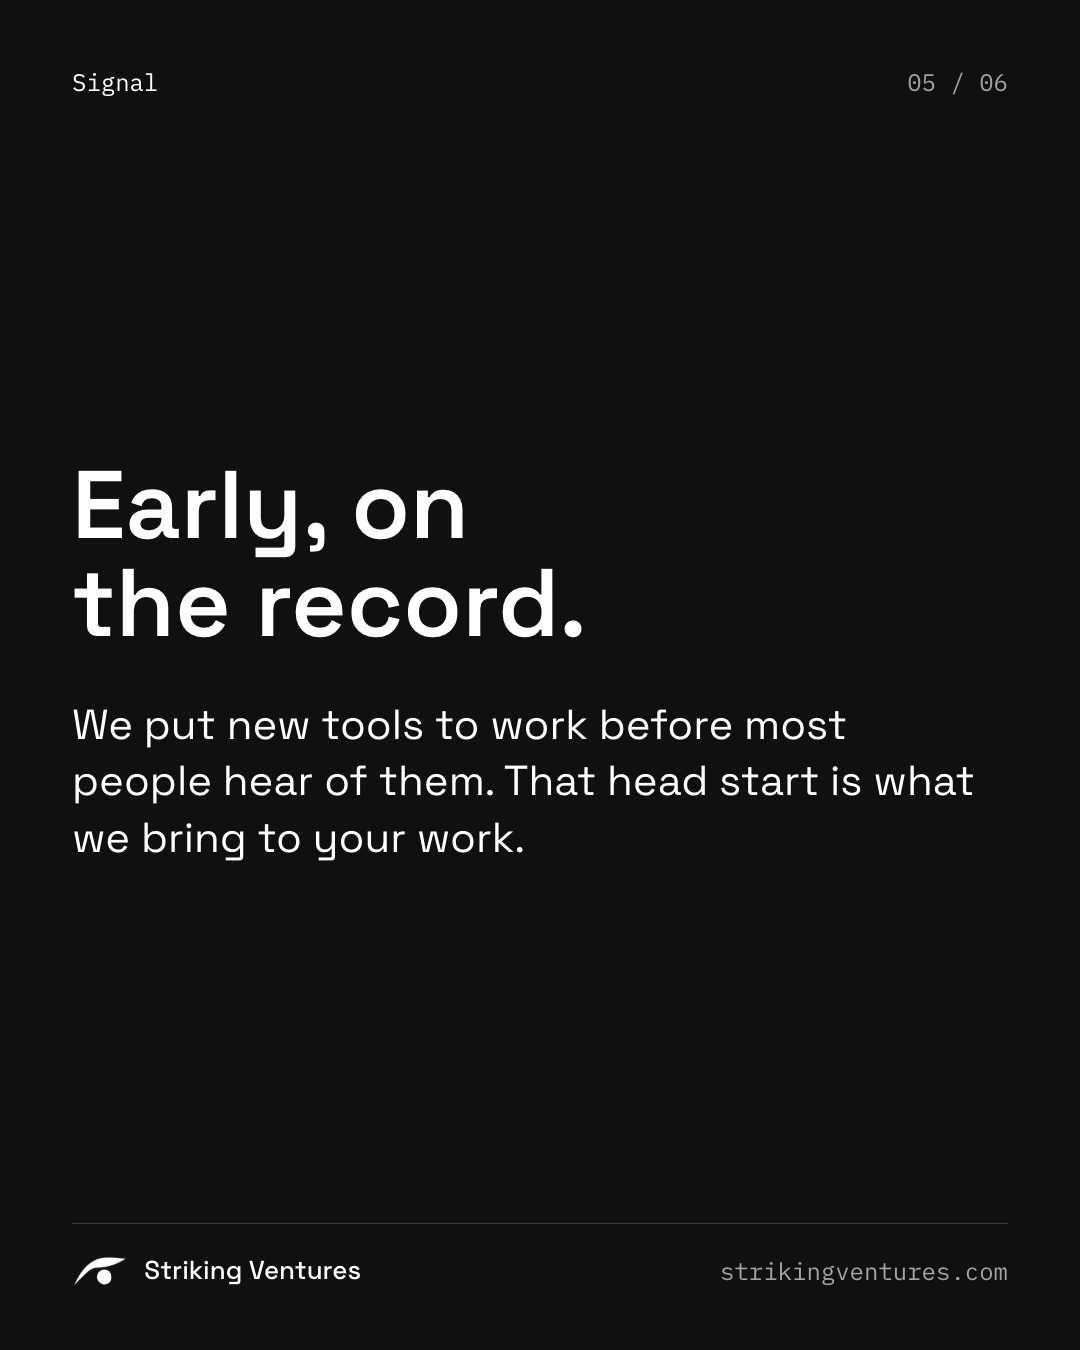 Signal
05 / 06
Early, on
the record.
We put new tools to work before most
people hear of them. That head start is what
we bring to your work.
Striking Ventures
strikingventures.com